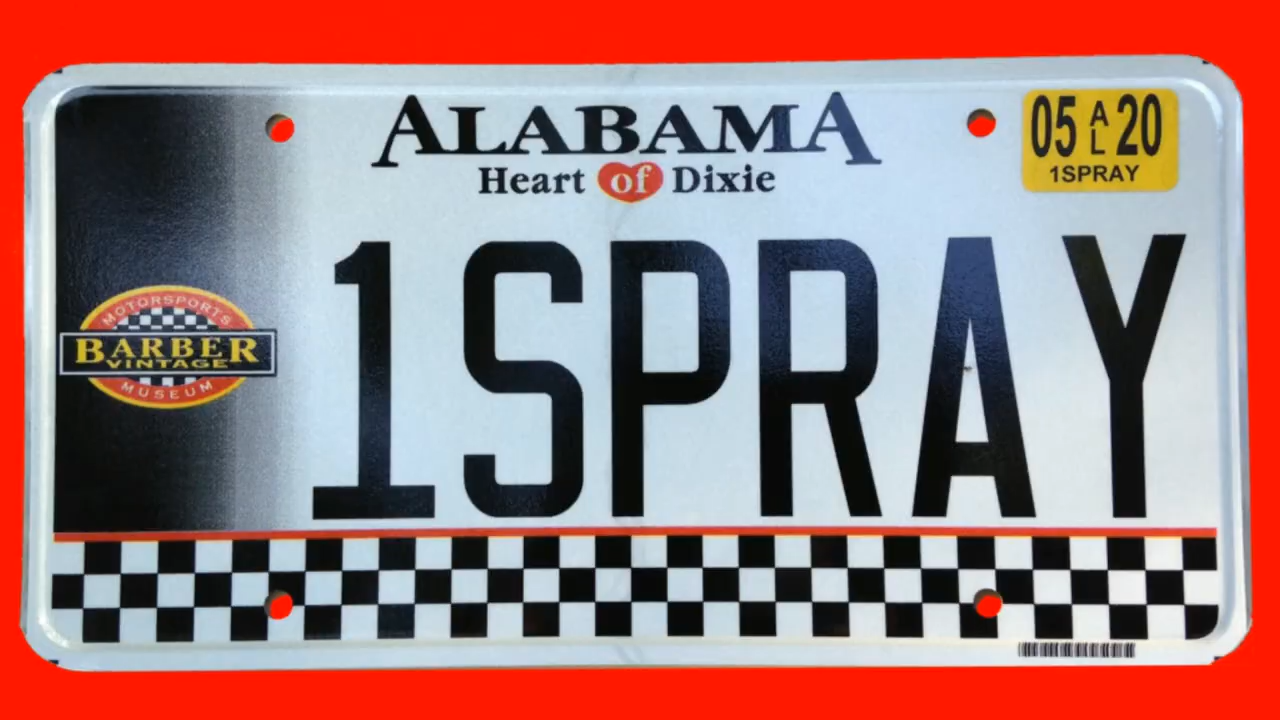 ALABAMA
Heart of Dixie
05 AL 20
1SPRAY
MOTORSPORTS
BARBER
VINTAGE
MUSEUM
1SPRAY